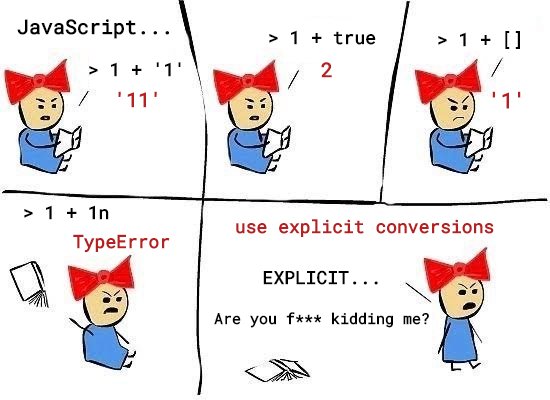 JavaScript...
> 1 + '1'
'11'
> 1 + true
2
> 1 + []
'1'
> 1 + 1n
TypeError
use explicit conversions
EXPLICIT...
Are you f*** kidding me?